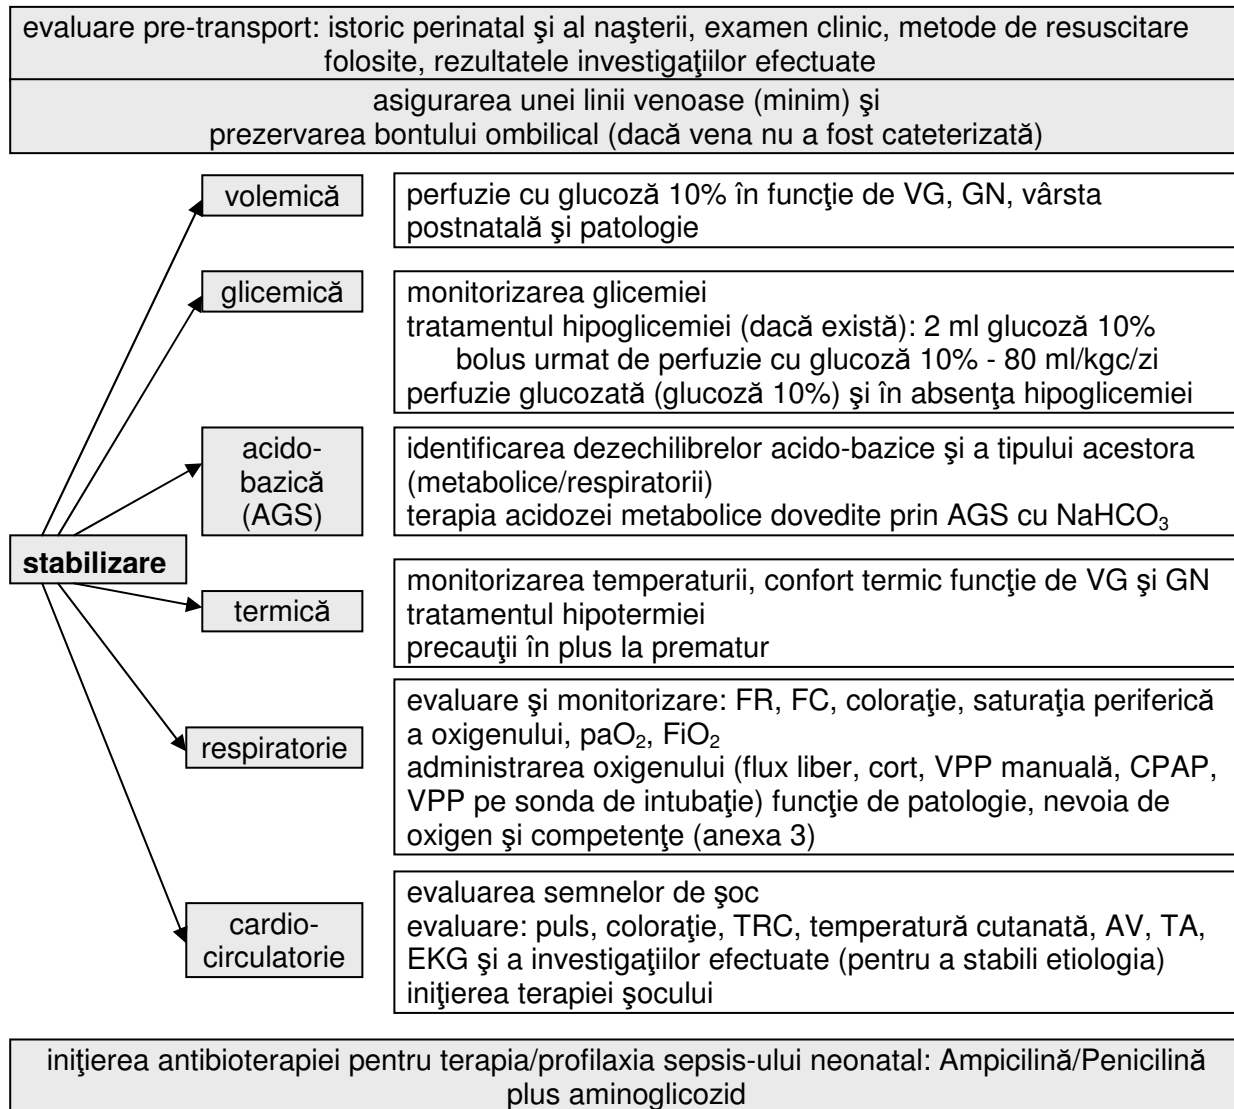 evaluare pre-transport: istoric perinatal şi al naşterii, examen clinic, metode de resuscitare
folosite, rezultatele investigaţiilor efectuate
asigurarea unei linii venoase (minim) şi
prezervarea bontului ombilical (dacă vena nu a fost cateterizată)
stabilizare
volemică
perfuzie cu glucoză 10% în funcţie de VG, GN, vârsta
postnatală şi patologie
glicemică
monitorizarea glicemiei
tratamentul hipoglicemiei (dacă există): 2 ml glucoză 10%
bolus urmat de perfuzie cu glucoză 10% - 80 ml/kgc/zi
perfuzie glucozată (glucoză 10%) şi în absenţa hipoglicemiei
acido-
bazică
(AGS)
identificarea dezechilibrelor acido-bazice şi a tipului acestora
(metabolice/respiratorii)
terapia acidozei metabolice dovedite prin AGS cu NaHCO₃
termică
monitorizarea temperaturii, confort termic funcţie de VG şi GN
tratamentul hipotermiei
precauţii în plus la prematur
respiratorie
evaluare şi monitorizare: FR, FC, coloraţie, saturaţia periferică
a oxigenului, paO₂, FiO₂
administrarea oxigenului (flux liber, cort, VPP manuală, CPAP,
VPP pe sonda de intubaţie) funcţie de patologie, nevoia de
oxigen şi competenţe (anexa 3)
cardio-
circulatorie
evaluarea semnelor de şoc
evaluare: puls, coloraţie, TRC, temperatură cutanată, AV, TA,
EKG şi a investigaţiilor efectuate (pentru a stabili etiologia)
iniţierea terapiei şocului
iniţierea antibioterapiei pentru terapia/profilaxia sepsis-ului neonatal: Ampicilină/Penicilină
plus aminoglicozid